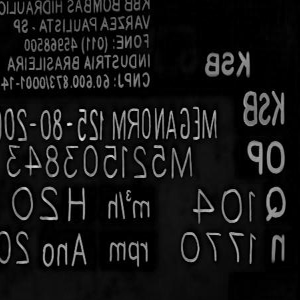 KSB BOMBAS HIDRAULIC
VARZEA PAULISTA - SP
FONE: (011) 45968500
INDUSTRIA BRASILEIRA
CNPJ: 60.600.873/0001-14
KSB
KSB MEGANORM 125-80-200
OP M521503843
Q 104 m³/h H20
n 1770 rpm Ano 20